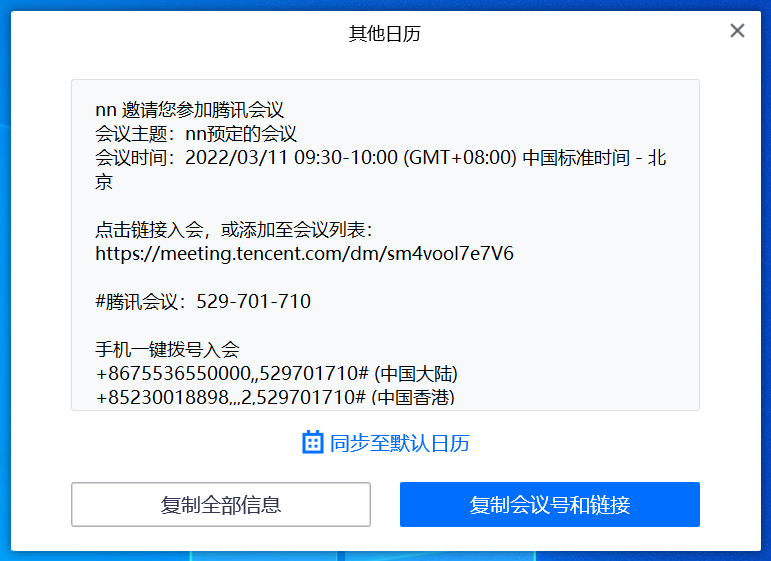 其他日历
nn 邀请您参加腾讯会议
会议主题：nn预定的会议
会议时间：2022/03/11 09:30-10:00 (GMT+08:00) 中国标准时间 - 北
京
点击链接入会，或添加至会议列表：
https://meeting.tencent.com/dm/sm4vool7e7V6
#腾讯会议：529-701-710
手机一键拨号入会
+8675536550000,,529701710# (中国大陆)
+85230018898,,,2,529701710# (中国香港)
同步至默认日历
复制全部信息
复制会议号和链接